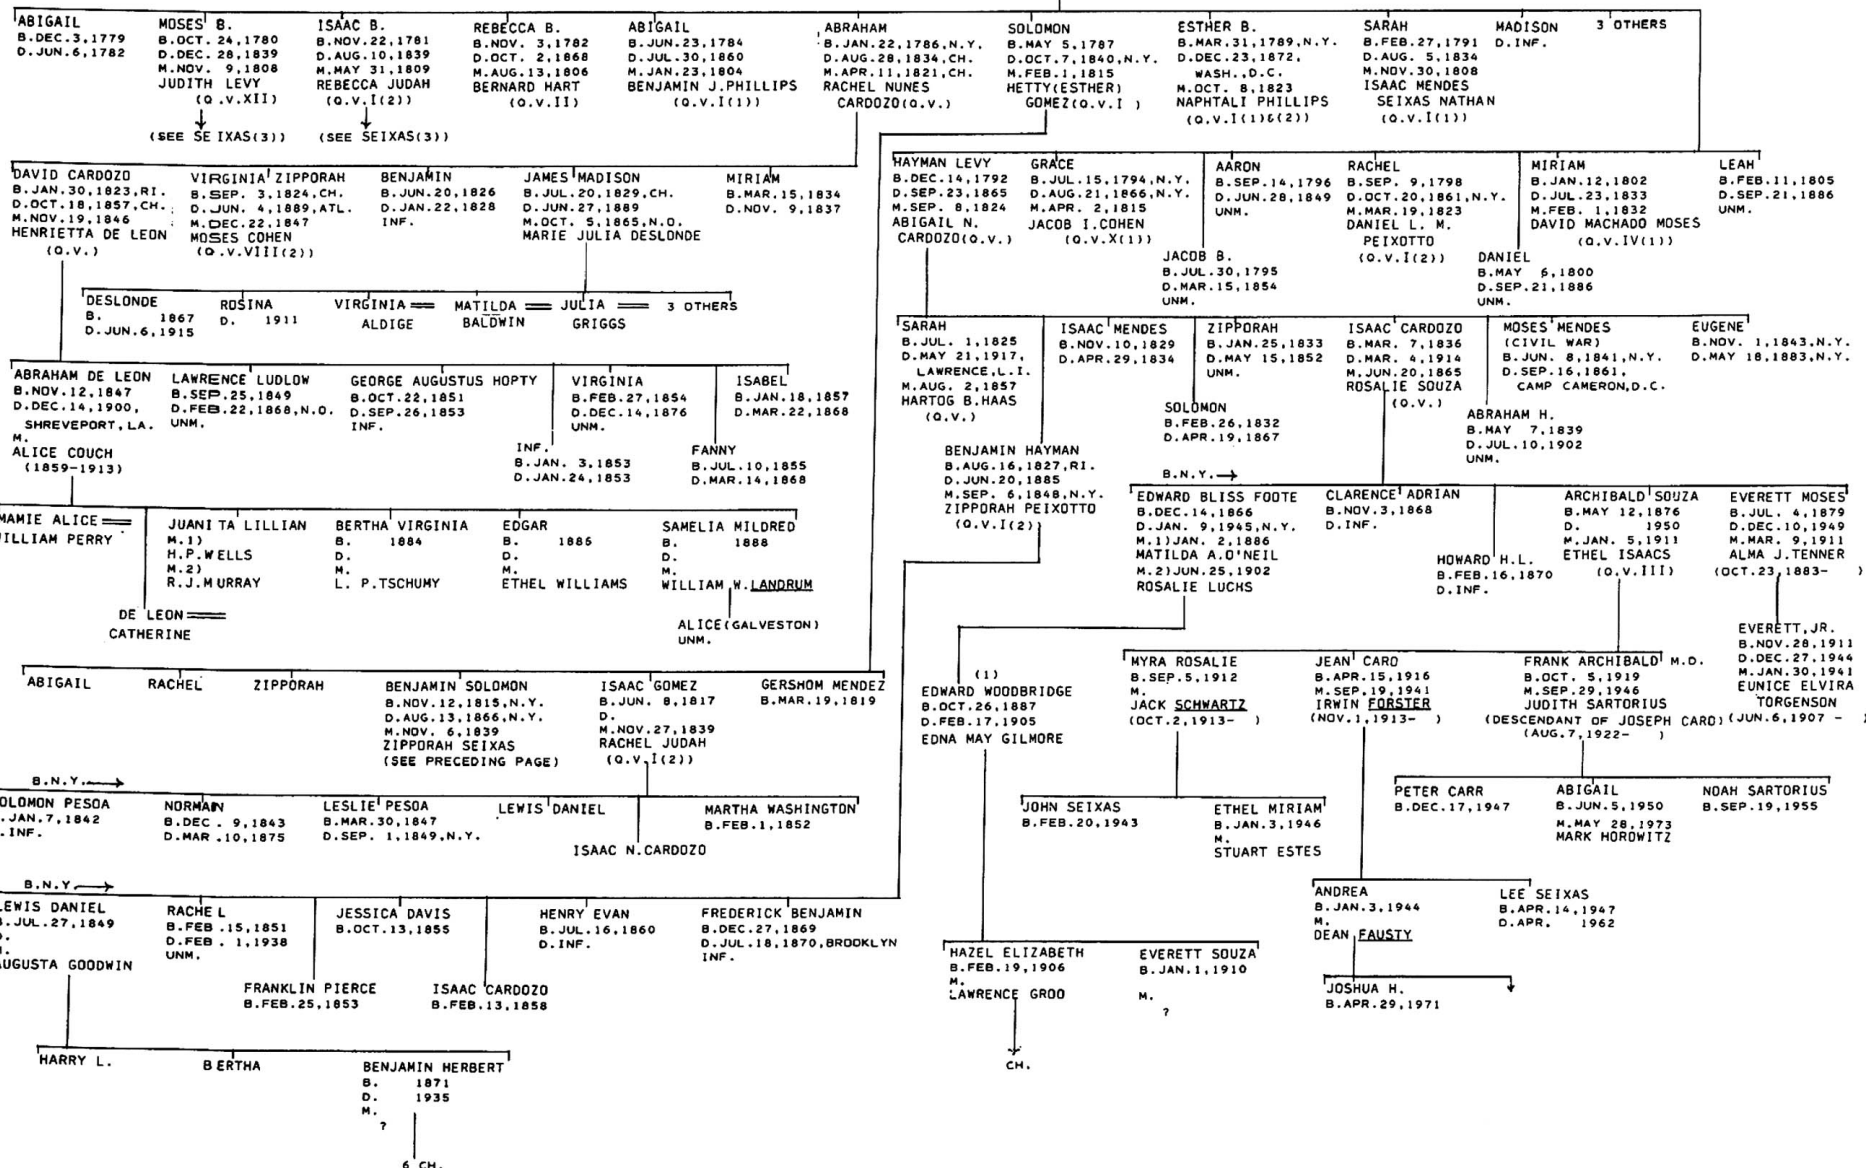 ABIGAIL
B.DEC.3,1779
D.JUN.6,1782
MOSES B.
B.OCT. 24,1780
D.DEC. 28,1839
M.NOV. 9,1808
JUDITH LEVY
(Q.V.XII)
(SEE SEIXAS(3))
ISAAC B.
B.NOV.22,1781
D.AUG.10,1839
M.MAY 31,1809
REBECCA JUDAH
(Q.V.I(2))
(SEE SEIXAS(3))
REBECCA B.
B.NOV. 3,1782
D.OCT. 2,1868
M.AUG.13,1806
BERNARD HART
(Q.V.II)
ABIGAIL
B.JUN.23,1784
D.JUL.30,1860
M.JAN.23,1804
BENJAMIN J.PHILLIPS
(Q.V.I(1))
ABRAHAM
B.JAN.22,1786,N.Y.
D.AUG.28,1834,CH.
M.APR.11,1821,CH.
RACHEL NUNES
CARDOZO(Q.V.)
SOLOMON
B.MAY 5,1787
D.OCT.7,1840,N.Y.
M.FEB.1,1815
HETTY(ESTHER)
GOMEZ(Q.V.I )
ESTHER B.
B.MAR.31,1789,N.Y.
D.DEC.23,1872,
WASH.,D.C.
M.OCT. 8,1823
NAPHTALI PHILLIPS
(Q.V.I(1)&(2))
SARAH
B.FEB.27,1791
D.AUG. 5,1834
M.NOV.30,1808
ISAAC MENDES
SEIXAS NATHAN
(Q.V.I(1))
MADISON
D.INF.
3 OTHERS
DAVID CARDOZO
B.JAN.30,1823,RI.
D.OCT.18,1857,CH.
M.NOV.19,1846
HENRIETTA DE LEON
(Q.V.)
VIRGINIA ZIPPORAH
B.SEP. 3,1824,CH.
D.JUN. 4,1889,ATL.
M.DEC.22,1847
MOSES COHEN
(Q.V.VIII(2))
BENJAMIN
B.JUN.20,1826
D.JAN.22,1828
INF.
JAMES MADISON
B.JUL.20,1829,CH.
D.JUN.27,1889
M.OCT. 5,1865,N.O.
MARIE JULIA DESLONDE
MIRIAM
B.MAR.15,1834
D.NOV. 9,1837
HAYMAN LEVY
B.DEC.14,1792
D.SEP.23,1865
M.SEP. 8,1824
ABIGAIL N.
CARDOZO(Q.V.)
GRACE
B.JUL.15,1794,N.Y.
D.AUG.21,1866,N.Y.
M.APR. 2,1815
JACOB I.COHEN
(Q.V.X(1))
AARON
B.SEP.14,1796
D.JUN.28,1849
UNM.
RACHEL
B.SEP. 9,1798
D.OCT.20,1861,N.Y.
M.MAR.19,1823
DANIEL L. M.
PEIXOTTO
(Q.V.I(2))
MIRIAM
B.JAN.12,1802
D.JUL.23,1833
M.FEB. 1,1832
DAVID MACHADO MOSES
(Q.V.IV(1))
LEAH
B.FEB.11,1805
D.SEP.21,1886
UNM.
JACOB B.
B.JUL.30,1795
D.MAR.15,1854
UNM.
DANIEL
B.MAY 6,1800
D.SEP.21,1886
UNM.
DESLONDE
B. 1867
D.JUN.6,1915
ROSINA
D. 1911
VIRGINIA
ALDIGE
MATILDA
BALDWIN
JULIA
GRIGGS
3 OTHERS
SARAH
B.JUL. 1,1825
D.MAY 21,1917,
LAWRENCE,L.I.
M.AUG. 2,1857
HARTOG B.HAAS
(Q.V.)
ISAAC MENDES
B.NOV.10,1829
D.APR.29,1834
ZIPPORAH
B.JAN.25,1833
D.MAY 15,1852
UNM.
ISAAC CARDOZO
B.MAR. 7,1836
D.MAR. 4,1914
M.JUN.20,1865
ROSALIE SOUZA
(Q.V.)
MOSES MENDES
(CIVIL WAR)
B.JUN. 8,1841,N.Y.
D.SEP.16,1861,
CAMP CAMERON,D.C.
EUGENE
B.NOV. 1,1843,N.Y.
D.MAY 18,1883,N.Y.
ABRAHAM DE LEON
B.NOV.12,1847
D.DEC.14,1900,
SHREVEPORT, LA.
M.
ALICE COUCH
(1859-1913)
LAWRENCE LUDLOW
B.SEP.25,1849
D.FEB.22,1868,N.O.
UNM.
GEORGE AUGUSTUS HOPTY
B.OCT.22,1851
D.SEP.26,1853
INF.
VIRGINIA
B.FEB.27,1854
D.DEC.14,1876
UNM.
ISABEL
B.JAN.18,1857
D.MAR.22,1868
INF.
B.JAN. 3,1853
D.JAN.24,1853
FANNY
B.JUL.10,1855
D.MAR.14,1868
SOLOMON
B.FEB.26,1832
D.APR.19,1867
ABRAHAM H.
B.MAY 7,1839
D.JUL.10,1902
UNM.
BENJAMIN HAYMAN
B.AUG.16,1827,RI.
D.JUN.20,1885
M.SEP. 6,1848,N.Y.
ZIPPORAH PEIXOTTO
(Q.V.I(2))
B.N.Y.
EDWARD BLISS FOOTE
B.DEC.14,1866
D.JAN. 9,1945,N.Y.
M.1)JAN. 2,1886
MATILDA A.O'NEIL
M.2)JUN.25,1902
ROSALIE LUCHS
CLARENCE ADRIAN
B.NOV.3,1868
D.INF.
HOWARD H.L.
B.FEB.16,1870
D.INF.
ARCHIBALD SOUZA
B.MAY 12,1876
D. 1950
M.JAN. 5,1911
ETHEL ISAACS
(Q.V.III)
EVERETT MOSES
B.JUL. 4,1879
D.DEC.10,1949
M.MAR. 9,1911
ALMA J.TENNER
(OCT.23,1883- )
MAMIE ALICE
WILLIAM PERRY
JUANITA LILLIAN
M.1)
H.P.WELLS
M.2)
R.J.MURRAY
BERTHA VIRGINIA
B. 1884
D.
M.
L. P.TSCHUMY
EDGAR
B. 1886
D.
M.
ETHEL WILLIAMS
SAMELIA MILDRED
B. 1888
D.
M.
WILLIAM W.LANDRUM
DE LEON
CATHERINE
ALICE(GALVESTON)
UNM.
EVERETT,JR.
B.NOV.28,1911
D.DEC.27,1944
M.JAN.30,1941
EUNICE ELVIRA
TORGENSON
(JUN.6,1907 - )
ABIGAIL
RACHEL
ZIPPORAH
BENJAMIN SOLOMON
B.NOV.12,1815,N.Y.
D.AUG.13,1866,N.Y.
M.NOV. 6,1839
ZIPPORAH SEIXAS
(SEE PRECEDING PAGE)
ISAAC GOMEZ
B.JUN. 8,1817
D.
M.NOV.27,1839
RACHEL JUDAH
(Q.V.I(2))
GERSHOM MENDEZ
B.MAR.19,1819
(1)
EDWARD WOODBRIDGE
B.OCT.26,1887
D.FEB.17,1905
EDNA MAY GILMORE
MYRA ROSALIE
B.SEP.5,1912
M.
JACK SCHWARTZ
(OCT.2,1913- )
JEAN CARO
B.APR.15,1916
M.SEP.19,1941
IRWIN FORSTER
(NOV.1,1913- )
FRANK ARCHIBALD M.D.
B.OCT. 5,1919
M.SEP.29,1946
JUDITH SARTORIUS
(DESCENDANT OF JOSEPH CARO)
(AUG.7,1922- )
B.N.Y.
OLOMON PESOA
.JAN.7,1842
.INF.
NORMAN
B.DEC. 9,1843
D.MAR.10,1875
LESLIE PESOA
B.MAR.30,1847
D.SEP. 1,1849,N.Y.
LEWIS DANIEL
MARTHA WASHINGTON
B.FEB.1,1852
ISAAC N.CARDOZO
JOHN SEIXAS
B.FEB.20,1943
ETHEL MIRIAM
B.JAN.3,1946
M.
STUART ESTES
PETER CARR
B.DEC.17,1947
ABIGAIL
B.JUN.5,1950
M.MAY 28,1973
MARK HOROWITZ
NOAH SARTORIUS
B.SEP.19,1955
B.N.Y.
LEWIS DANIEL
B.JUL.27,1849
D.
M.
AUGUSTA GOODWIN
RACHEL
B.FEB.15,1851
D.FEB. 1,1938
UNM.
JESSICA DAVIS
B.OCT.13,1855
HENRY EVAN
B.JUL.16,1860
D.INF.
FREDERICK BENJAMIN
B.DEC.27,1869
D.JUL.18,1870,BROOKLYN
INF.
FRANKLIN PIERCE
B.FEB.25,1853
ISAAC CARDOZO
B.FEB.13,1858
ANDREA
B.JAN.3,1944
M.
DEAN FAUSTY
LEE SEIXAS
B.APR.14,1947
D.APR. 1962
HAZEL ELIZABETH
B.FEB.19,1906
M.
LAWRENCE GROO
EVERETT SOUZA
B.JAN.1,1910
M.
?
JOSHUA H.
B.APR.29,1971
CH.
HARRY L.
BERTHA
BENJAMIN HERBERT
B. 1871
D. 1935
M.
?
6 CH.